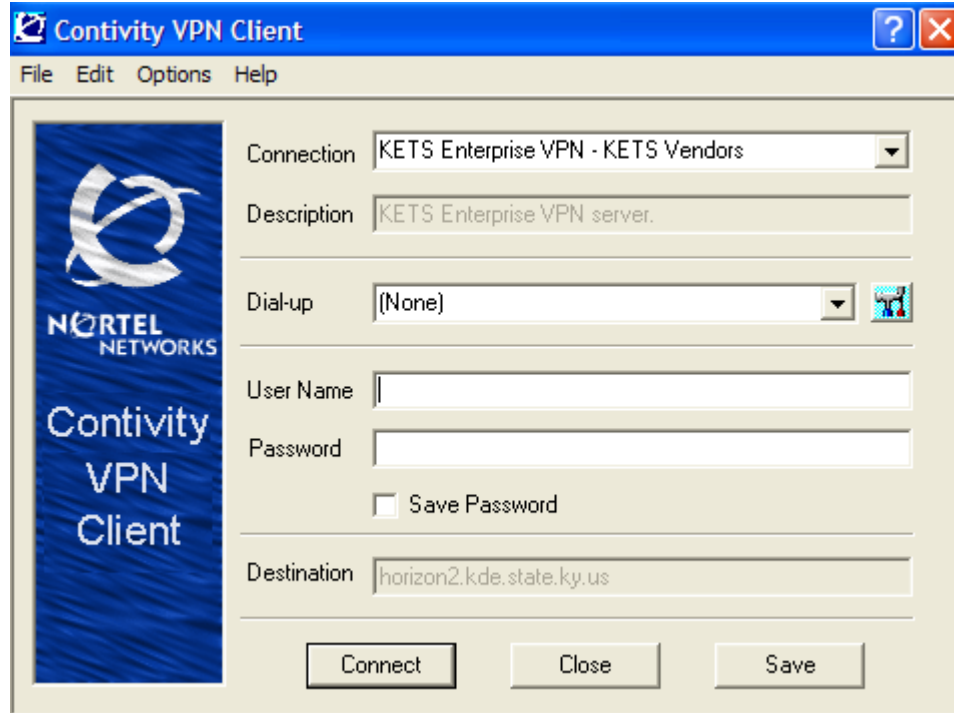 Contivity VPN Client
File Edit Options Help
NORTEL
NETWORKS
Contivity
VPN
Client
Connection KETS Enterprise VPN - KETS Vendors
Description KETS Enterprise VPN server.
Dial-up (None)
User Name
Password
Save Password
Destination horizon2.kde.state.ky.us
Connect Close Save